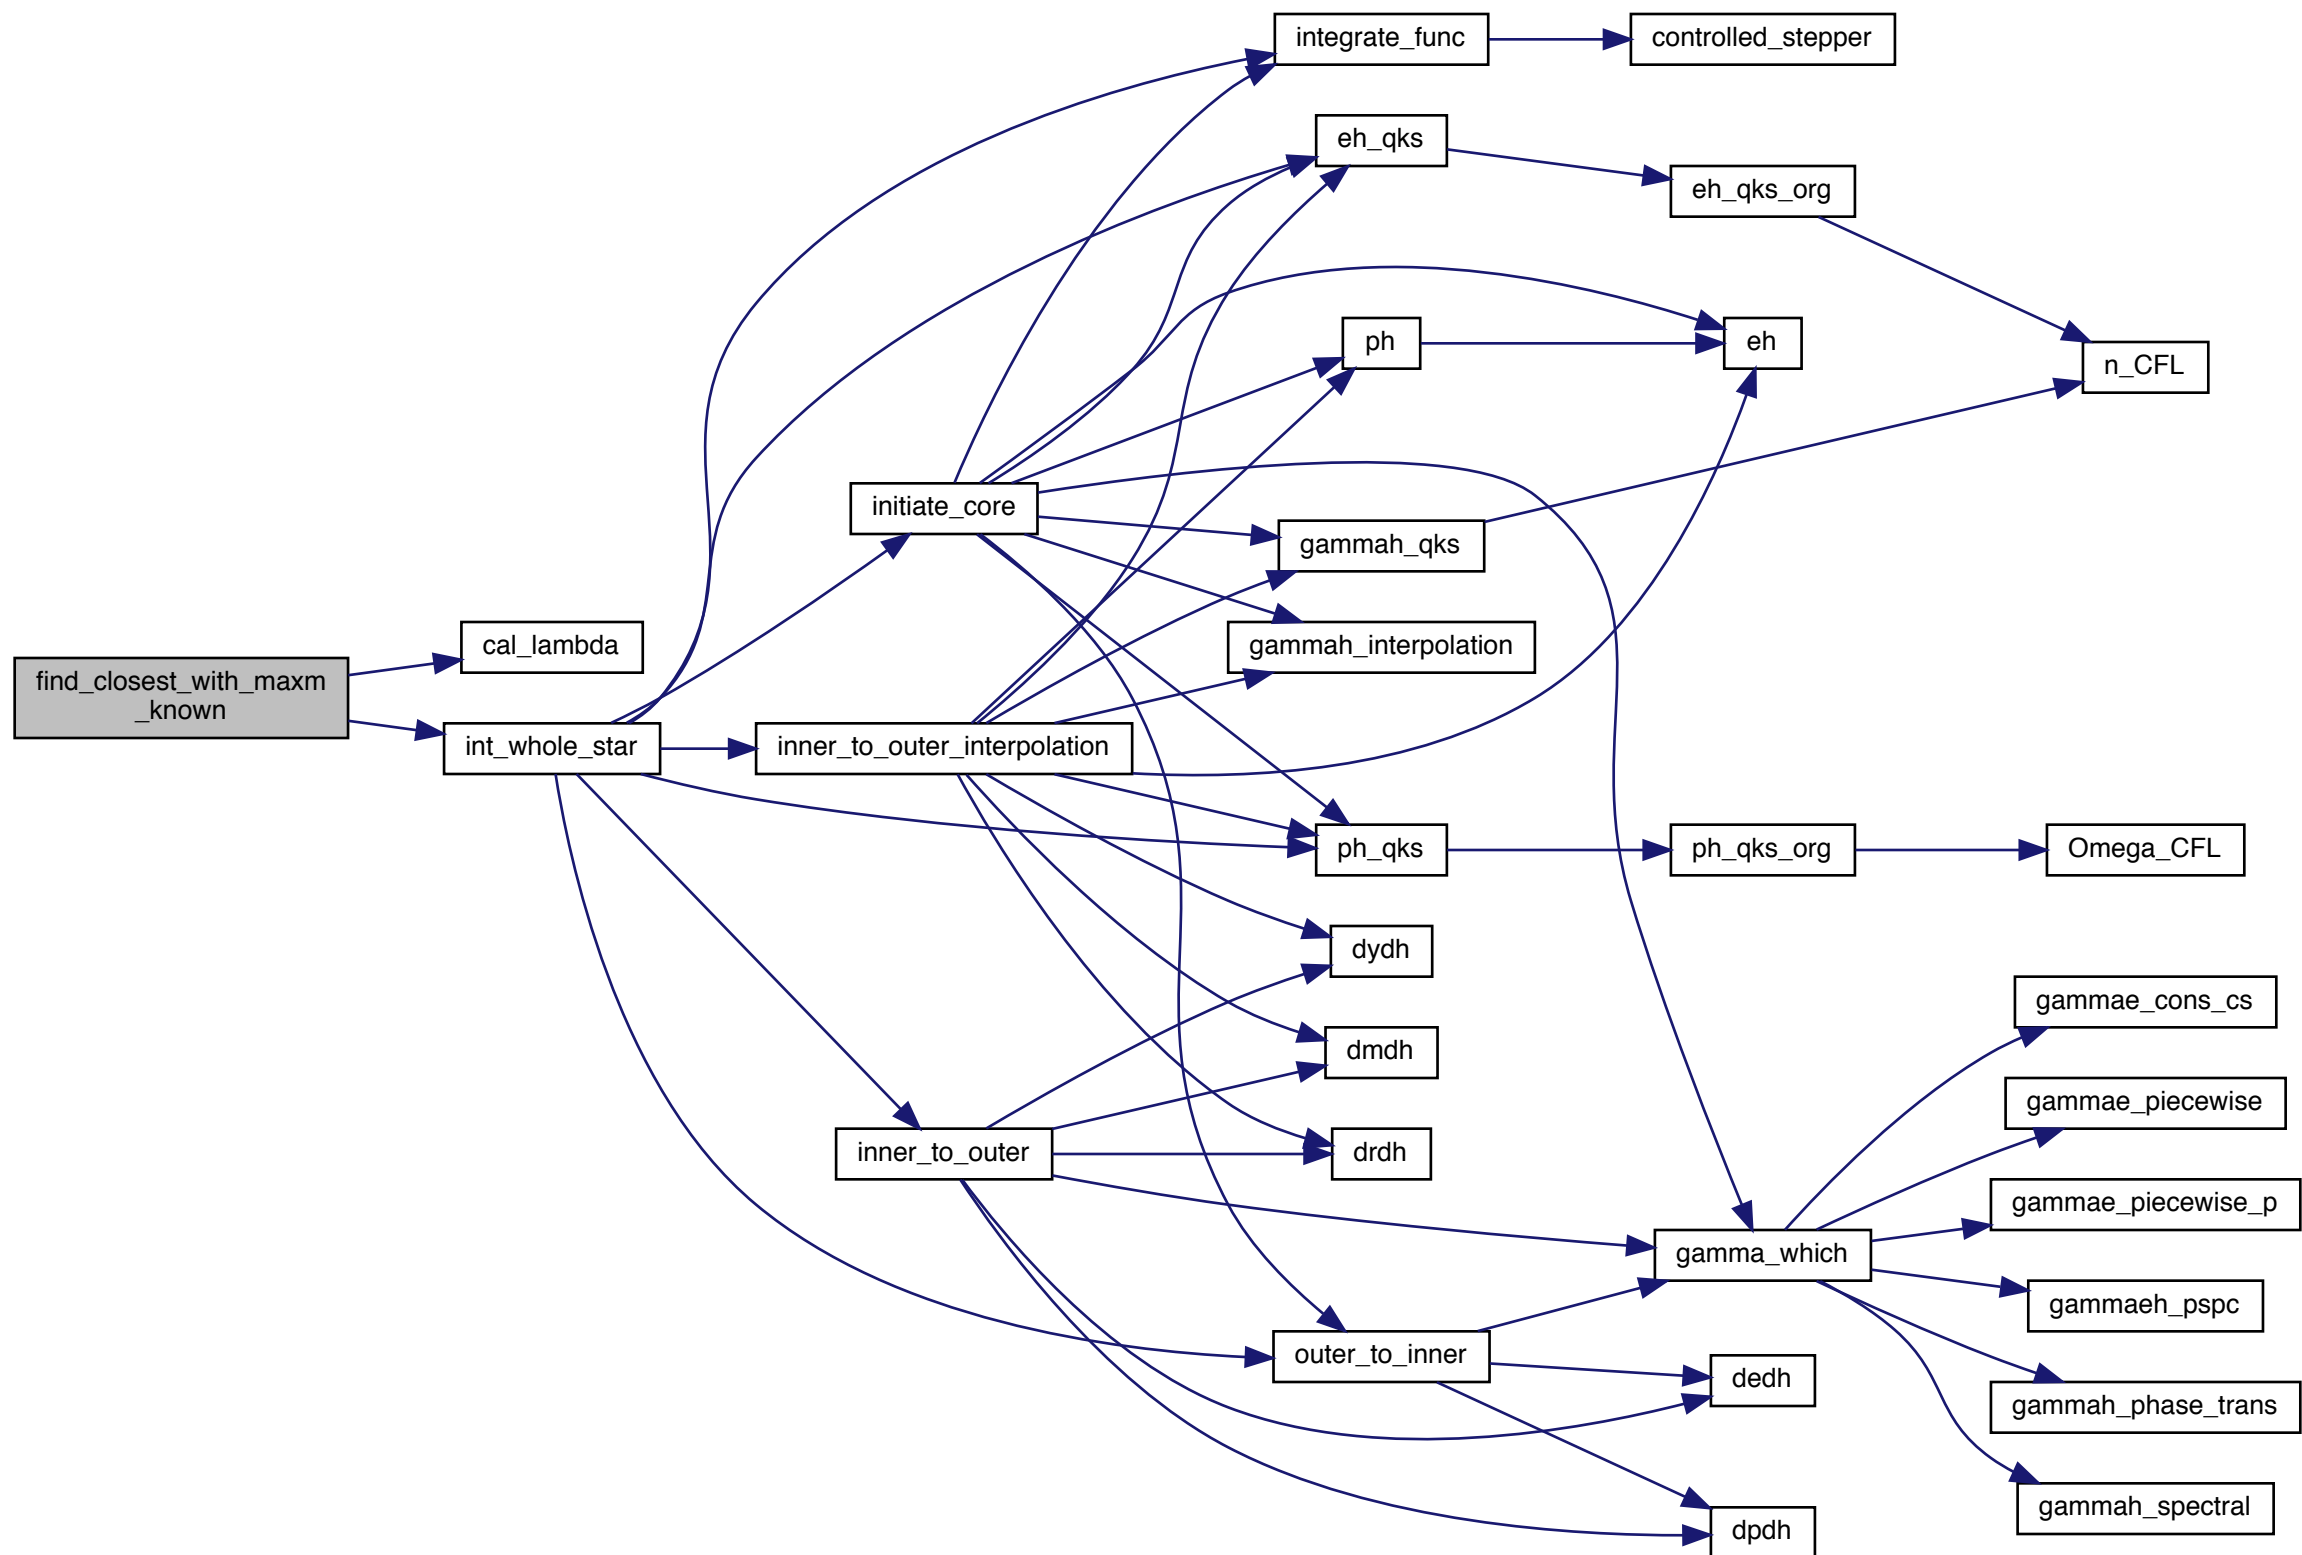 integrate_func
controlled_stepper
eh_qks
eh_qks_org
ph
eh
n_CFL
initiate_core
gammah_qks
cal_lambda
gammah_interpolation
find_closest_with_maxm
_known
int_whole_star
inner_to_outer_interpolation
ph_qks
ph_qks_org
Omega_CFL
dydh
gammae_cons_cs
dmdh
gammae_piecewise
inner_to_outer
drdh
gammae_piecewise_p
gamma_which
gammaeh_pspc
outer_to_inner
dedh
gammah_phase_trans
gammah_spectral
dpdh